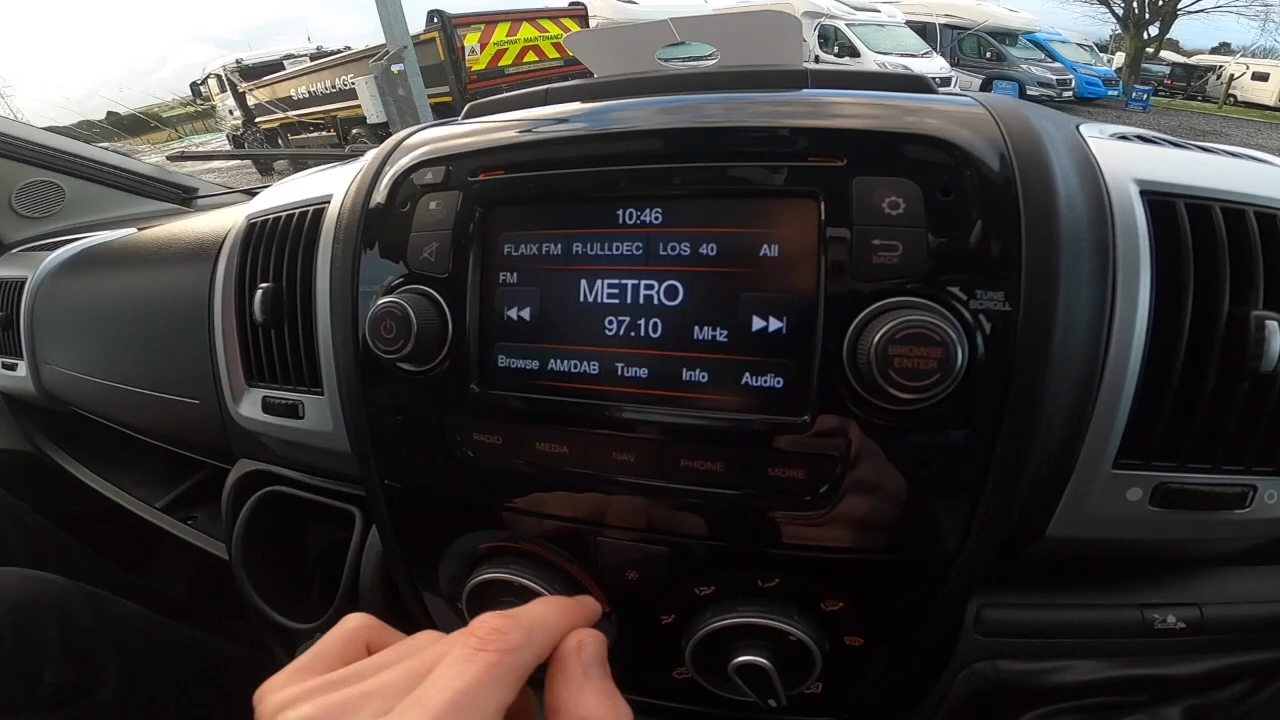 HIGHWAY MAINTENANCE
SJS HAULAGE
10:46
FLAIX FM R-ULLDEC LOS 40 All
FM
METRO
97.10 MHz
Browse AM/DAB Tune Info Audio
BACK
TUNE
SCROLL
BROWSE
ENTER
RADIO MEDIA NAV PHONE MORE